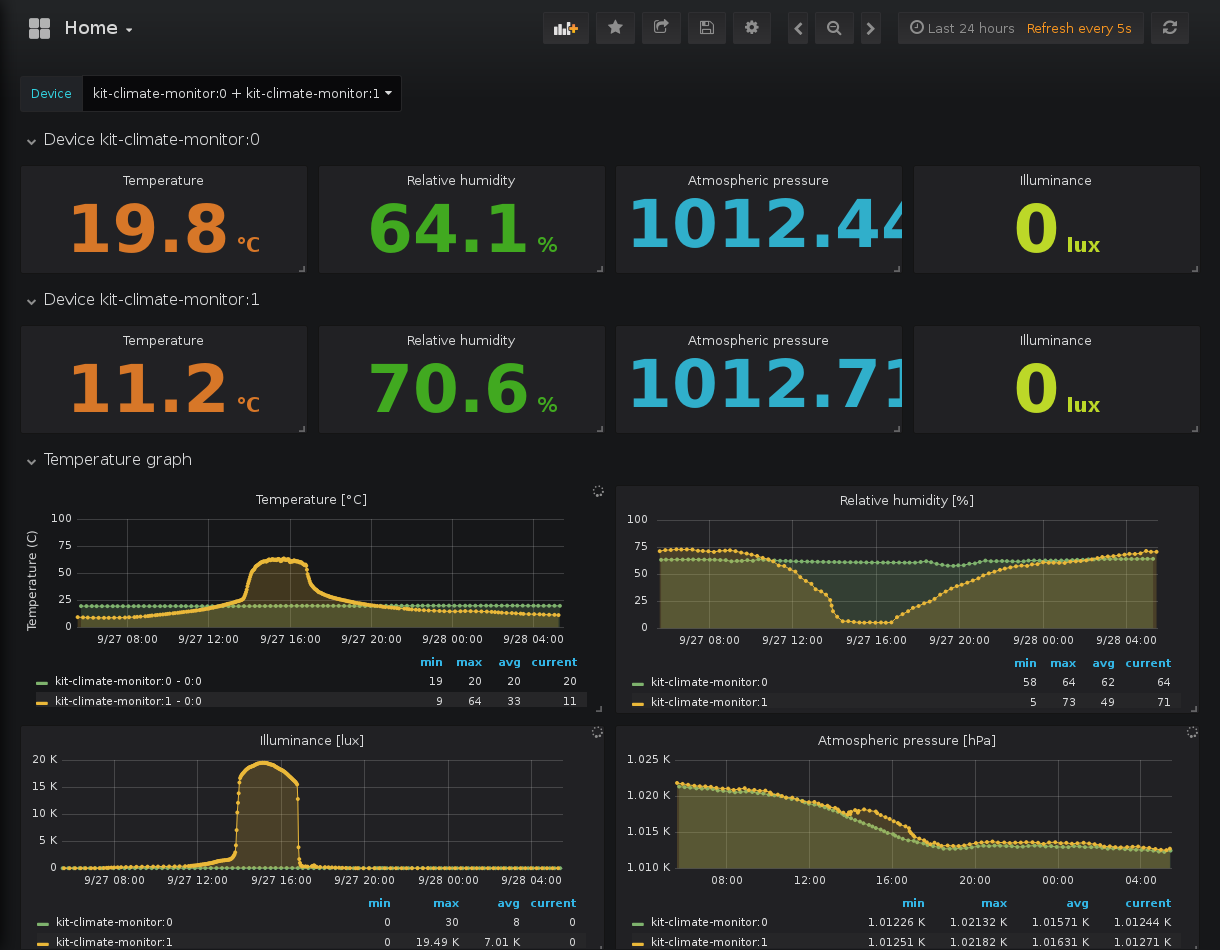 Home
Last 24 hours Refresh every 5s
Device kit-climate-monitor:0 + kit-climate-monitor:1
Device kit-climate-monitor:0
Temperature Relative humidity Atmospheric pressure Illuminance
19.8 °C 64.1 % 1012.44 0 lux
Device kit-climate-monitor:1
Temperature Relative humidity Atmospheric pressure Illuminance
11.2 °C 70.6 % 1012.71 0 lux
Temperature graph
Temperature [°C]
Temperature (C)
100
75
50
25
0
9/27 08:00 9/27 12:00 9/27 16:00 9/27 20:00 9/28 00:00 9/28 04:00
min max avg current
kit-climate-monitor:0 - 0:0 19 20 20 20
kit-climate-monitor:1 - 0:0 9 64 33 11
Relative humidity [%]
100
75
50
25
0
9/27 08:00 9/27 12:00 9/27 16:00 9/27 20:00 9/28 00:00 9/28 04:00
min max avg current
kit-climate-monitor:0 58 64 62 64
kit-climate-monitor:1 5 73 49 71
Illuminance [lux]
20 K
15 K
10 K
5 K
0
9/27 08:00 9/27 12:00 9/27 16:00 9/27 20:00 9/28 00:00 9/28 04:00
min max avg current
kit-climate-monitor:0 0 30 8 0
kit-climate-monitor:1 0 19.49 K 7.01 K 0
Atmospheric pressure [hPa]
1.025 K
1.020 K
1.015 K
1.010 K
08:00 12:00 16:00 20:00 00:00 04:00
min max avg current
kit-climate-monitor:0 1.01226 K 1.02132 K 1.01571 K 1.01244 K
kit-climate-monitor:1 1.01251 K 1.02182 K 1.01631 K 1.01271 K